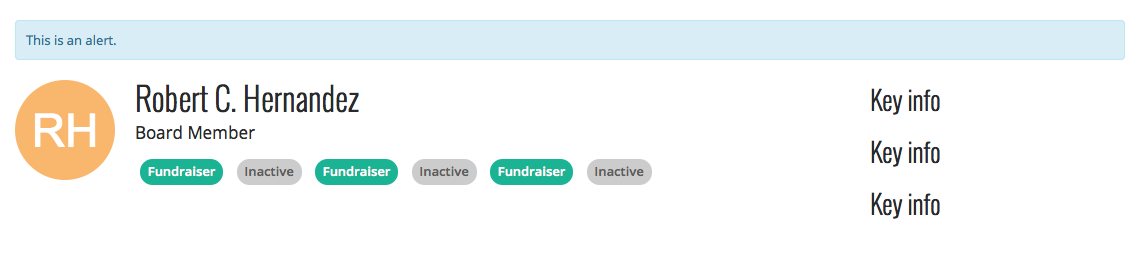 This is an alert.
RH
Robert C. Hernandez
Board Member
Fundraiser Inactive Fundraiser Inactive Fundraiser Inactive
Key info
Key info
Key info